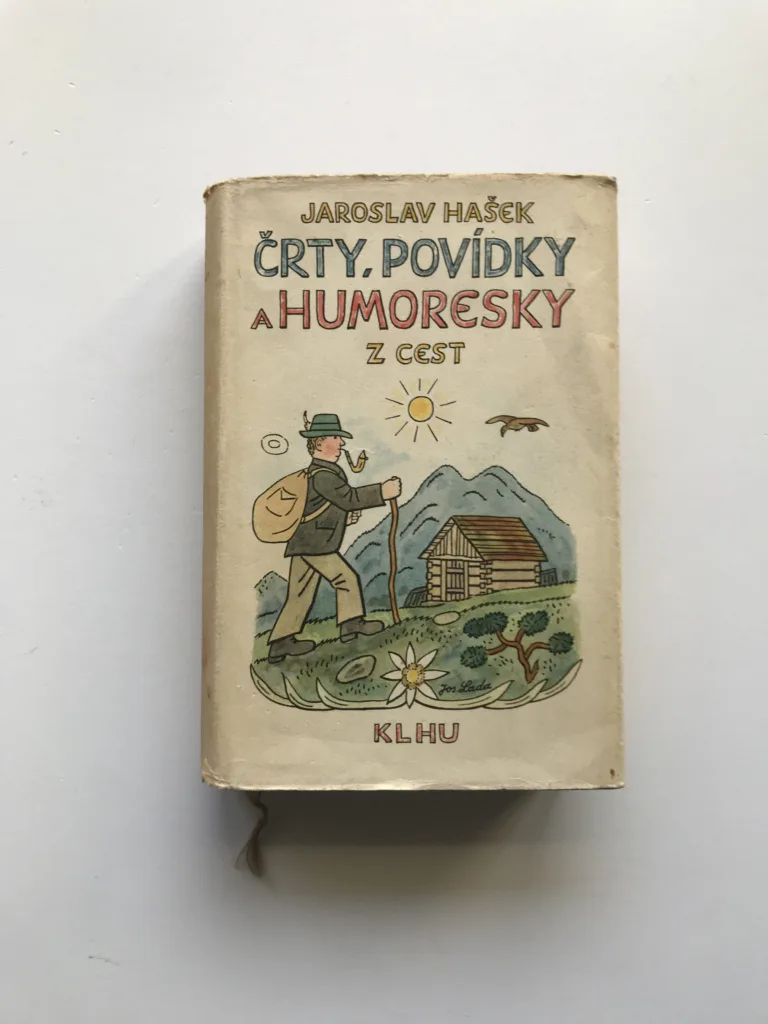 JAROSLAV HAŠEK
ČRTY, POVÍDKY
A HUMORESKY
Z CEST
Jos. Lada
KLHU